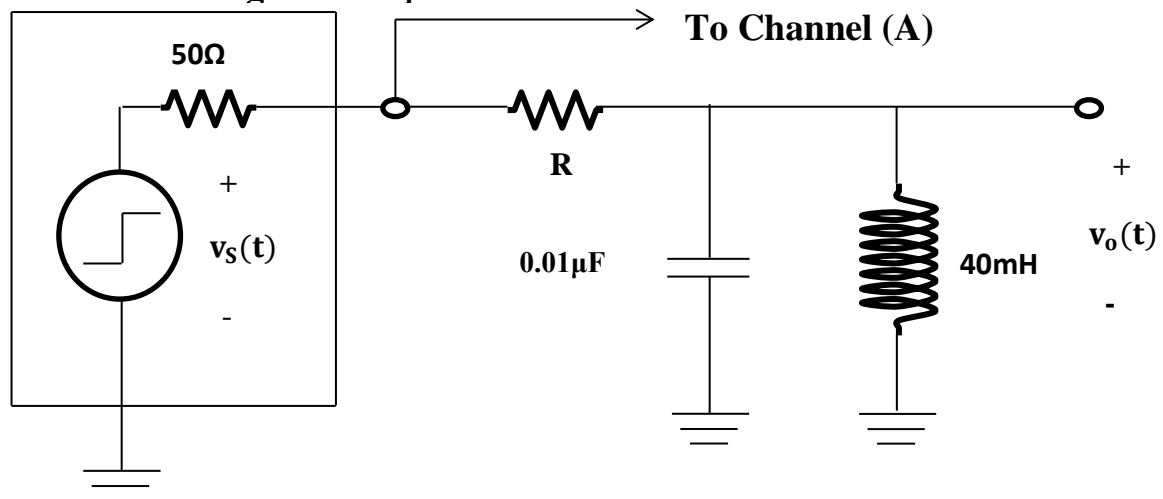 To Channel (A)
50Ω
R
+
vS(t)
-
0.01µF
40mH
+
vo(t)
-